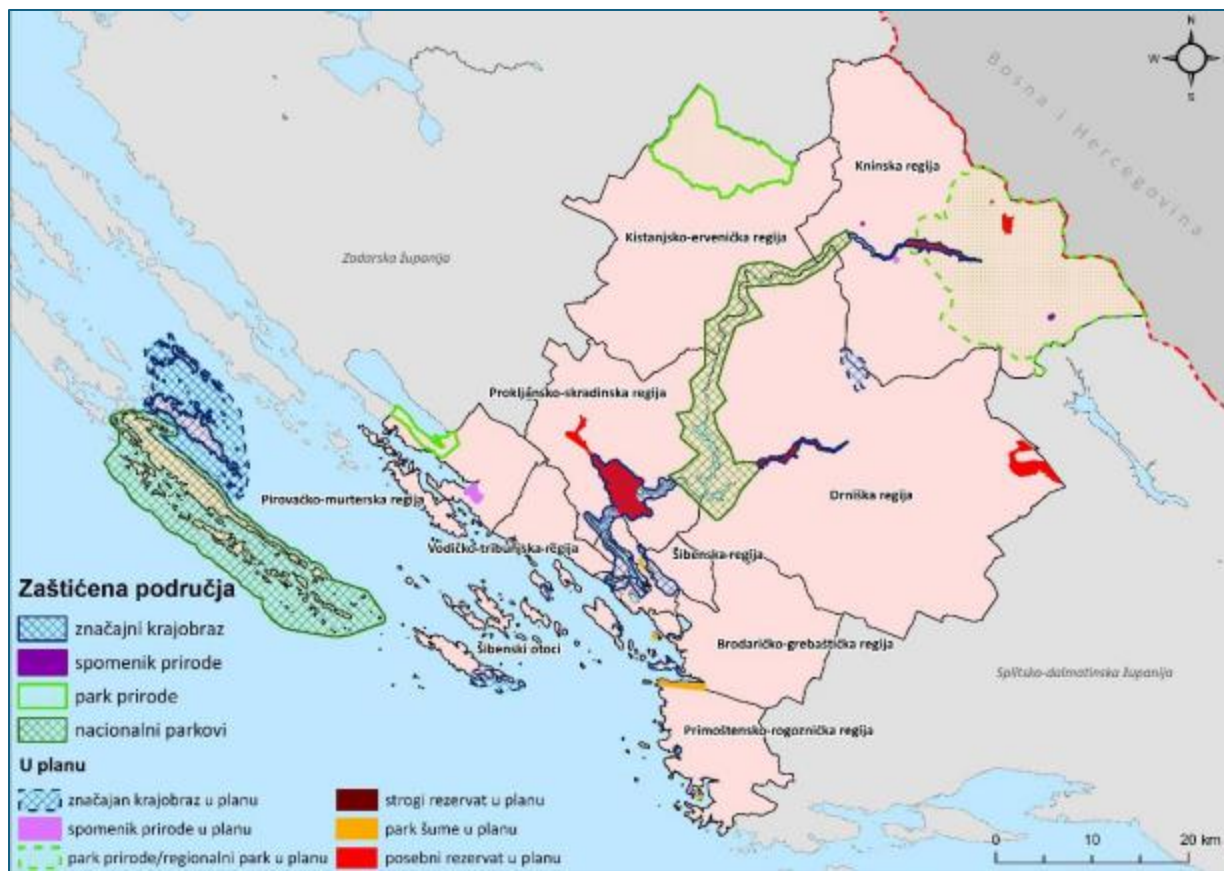 N
W
S
Bosna i Hercegovina
Kninska regija
Kistanjsko-ervenička regija
Zadarska županija
Prokljansko-skradinska regija
Pirovačko-murterska regija
Drniška regija
Vodičko-tribunjska-regija
Šibenska-regija
Šibenski otoci
Brodaričko-grebaštička regija
Splitsko-dalmatinska županija
Primoštensko-rogoznička regija
Zaštićena područja
značajni krajobraz
spomenik prirode
park prirode
nacionalni parkovi
U planu
značajan krajobraz u planu
spomenik prirode u planu
park prirode/regionalni park u planu
strogi rezervat u planu
park šume u planu
posebni rezervat u planu
0 10 20 km